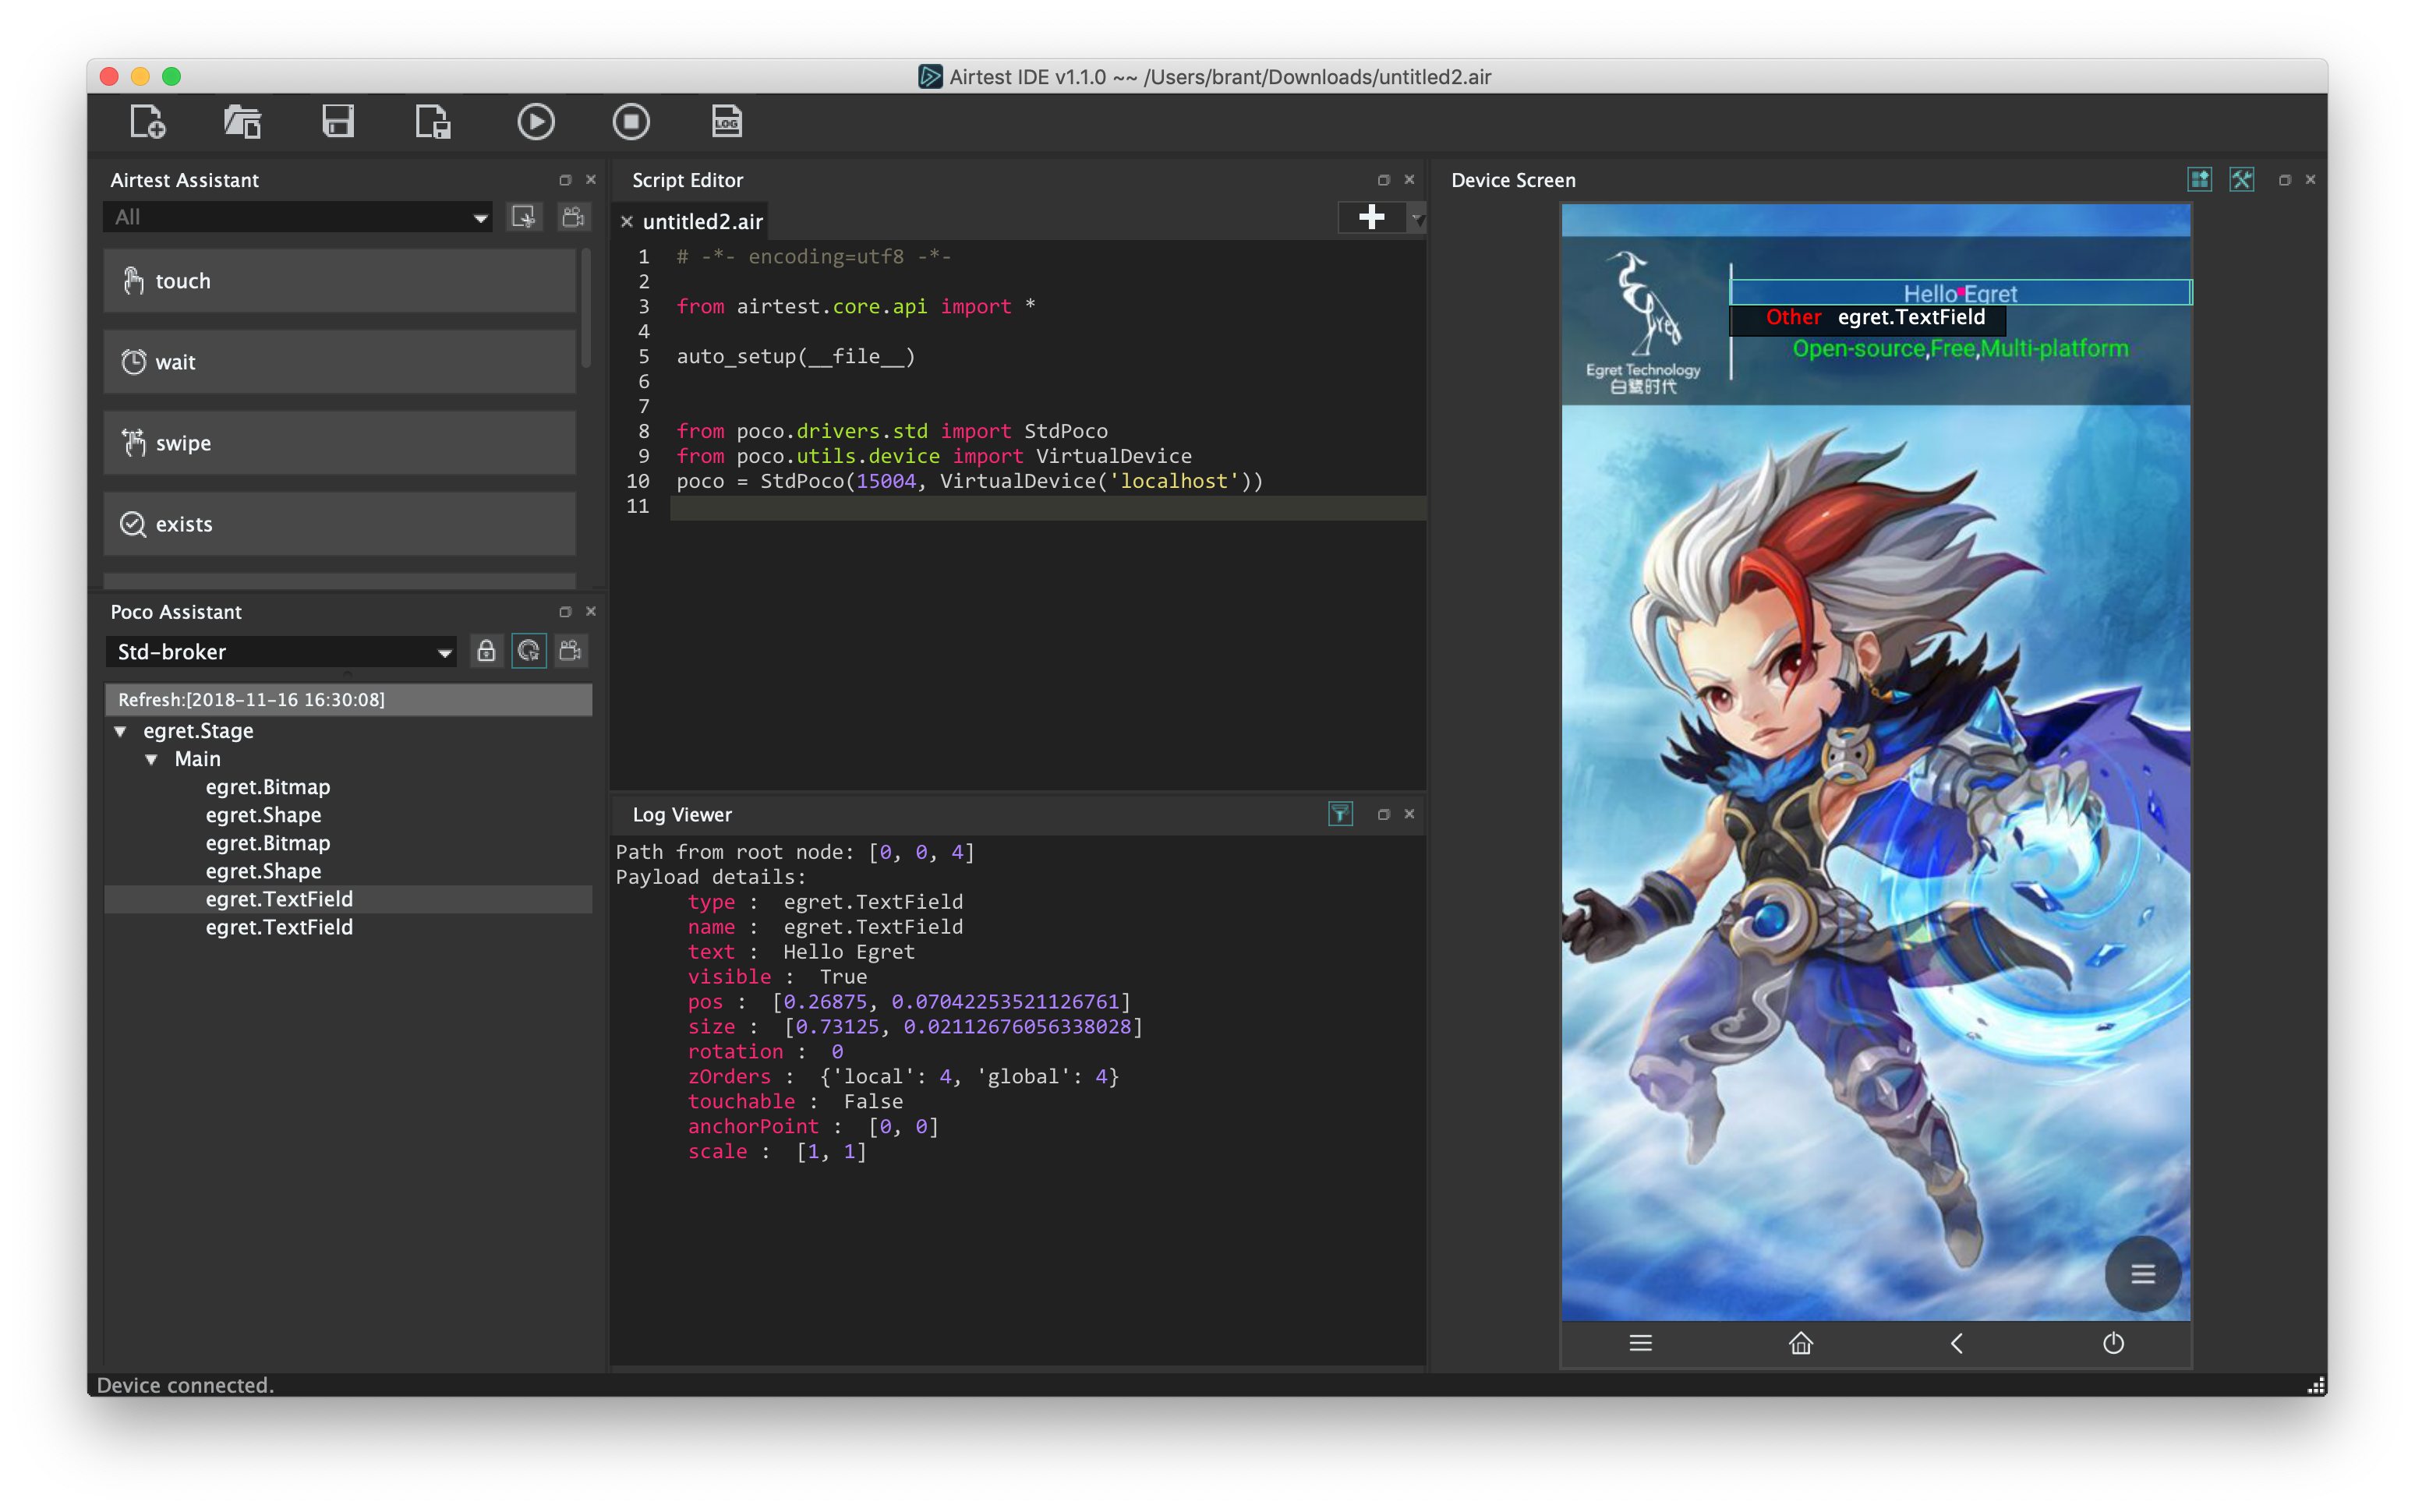 Airtest IDE v1.1.0 ~~ /Users/brant/Downloads/untitled2.air
LOG
Airtest Assistant
All
touch
wait
swipe
exists
Poco Assistant
Std-broker
Refresh:[2018-11-16 16:30:08]
egret.Stage
Main
egret.Bitmap
egret.Shape
egret.Bitmap
egret.Shape
egret.TextField
egret.TextField
Script Editor
untitled2.air
1 # -*- encoding=utf8 -*-
2
3 from airtest.core.api import *
4
5 auto_setup(__file__)
6
7
8 from poco.drivers.std import StdPoco
9 from poco.utils.device import VirtualDevice
10 poco = StdPoco(15004, VirtualDevice('localhost'))
11
Log Viewer
Path from root node: [0, 0, 4]
Payload details:
type : egret.TextField
name : egret.TextField
text : Hello Egret
visible : True
pos : [0.26875, 0.07042253521126761]
size : [0.73125, 0.02112676056338028]
rotation : 0
zOrders : {'local': 4, 'global': 4}
touchable : False
anchorPoint : [0, 0]
scale : [1, 1]
Device Screen
Egret
Egret Technology
白鹭时代
Hello Egret
Other egret.TextField
Open-source,Free,Multi-platform
Device connected.